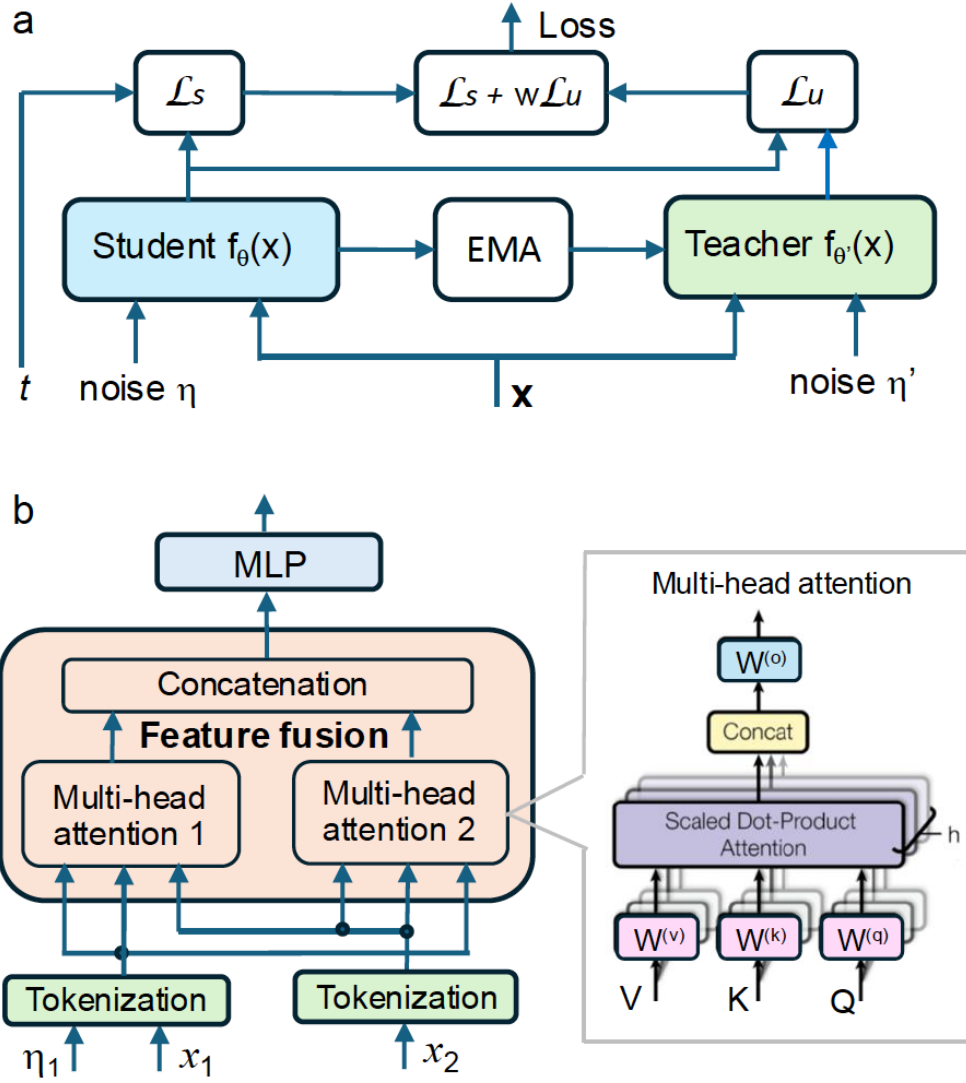 a
Loss
ℒs
ℒs + wℒu
ℒu
Student fθ(x)
EMA
Teacher fθ'(x)
t
noise η
x
noise η’
b
MLP
Concatenation
Feature fusion
Multi-head
attention 1
Multi-head
attention 2
Tokenization
Tokenization
η1
x1
x2
Multi-head attention
W(o)
Concat
Scaled Dot-Product
Attention
h
W(v)
W(k)
W(q)
V
K
Q